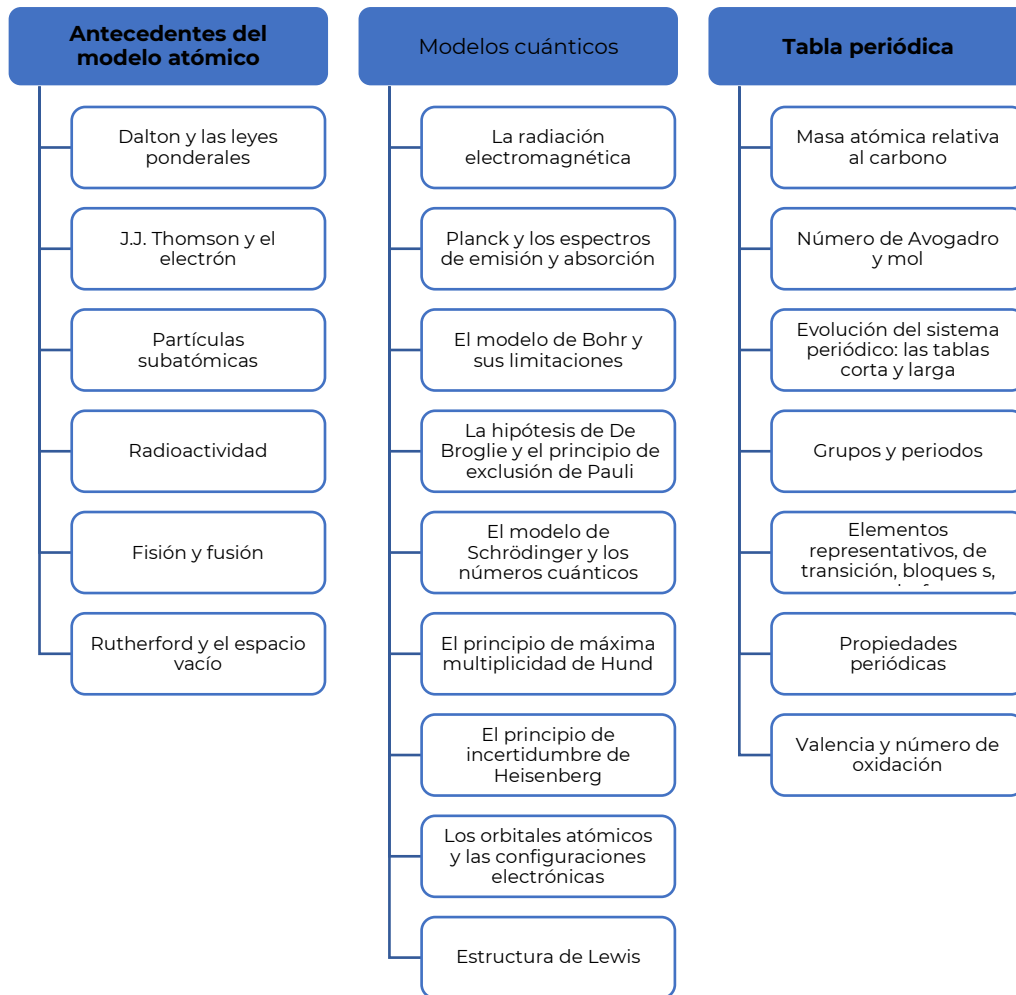 Antecedentes del
modelo atómico
Dalton y las leyes
ponderales
J.J. Thomson y el
electrón
Partículas
subatómicas
Radioactividad
Fisión y fusión
Rutherford y el espacio
vacío
Modelos cuánticos
La radiación
electromagnética
Planck y los espectros
de emisión y absorción
El modelo de Bohr y
sus limitaciones
La hipótesis de De
Broglie y el principio de
exclusión de Pauli
El modelo de
Schrödinger y los
números cuánticos
El principio de máxima
multiplicidad de Hund
El principio de
incertidumbre de
Heisenberg
Los orbitales atómicos
y las configuraciones
electrónicas
Estructura de Lewis
Tabla periódica
Masa atómica relativa
al carbono
Número de Avogadro
y mol
Evolución del sistema
periódico: las tablas
corta y larga
Grupos y periodos
Elementos
representativos, de
transición, bloques s,
Propiedades
periódicas
Valencia y número de
oxidación